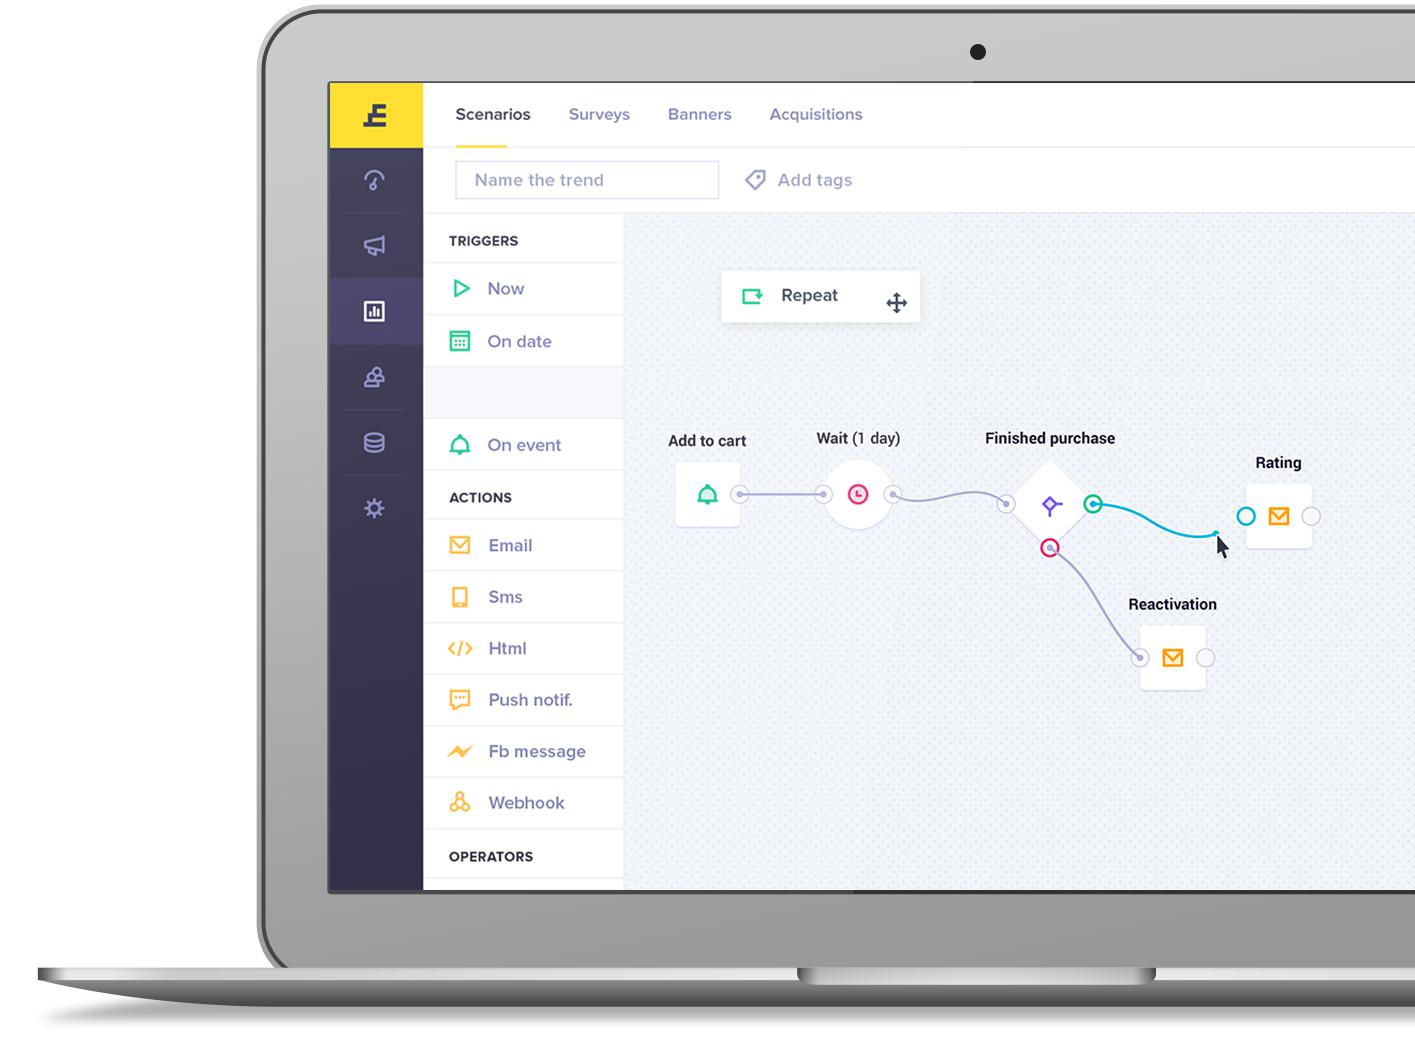 Scenarios Surveys Banners Acquisitions
Name the trend Add tags
TRIGGERS
Now
On date
On event
ACTIONS
Email
Sms
Html
Push notif.
Fb message
Webhook
OPERATORS
Repeat
Add to cart
Wait (1 day)
Finished purchase
Rating
Reactivation